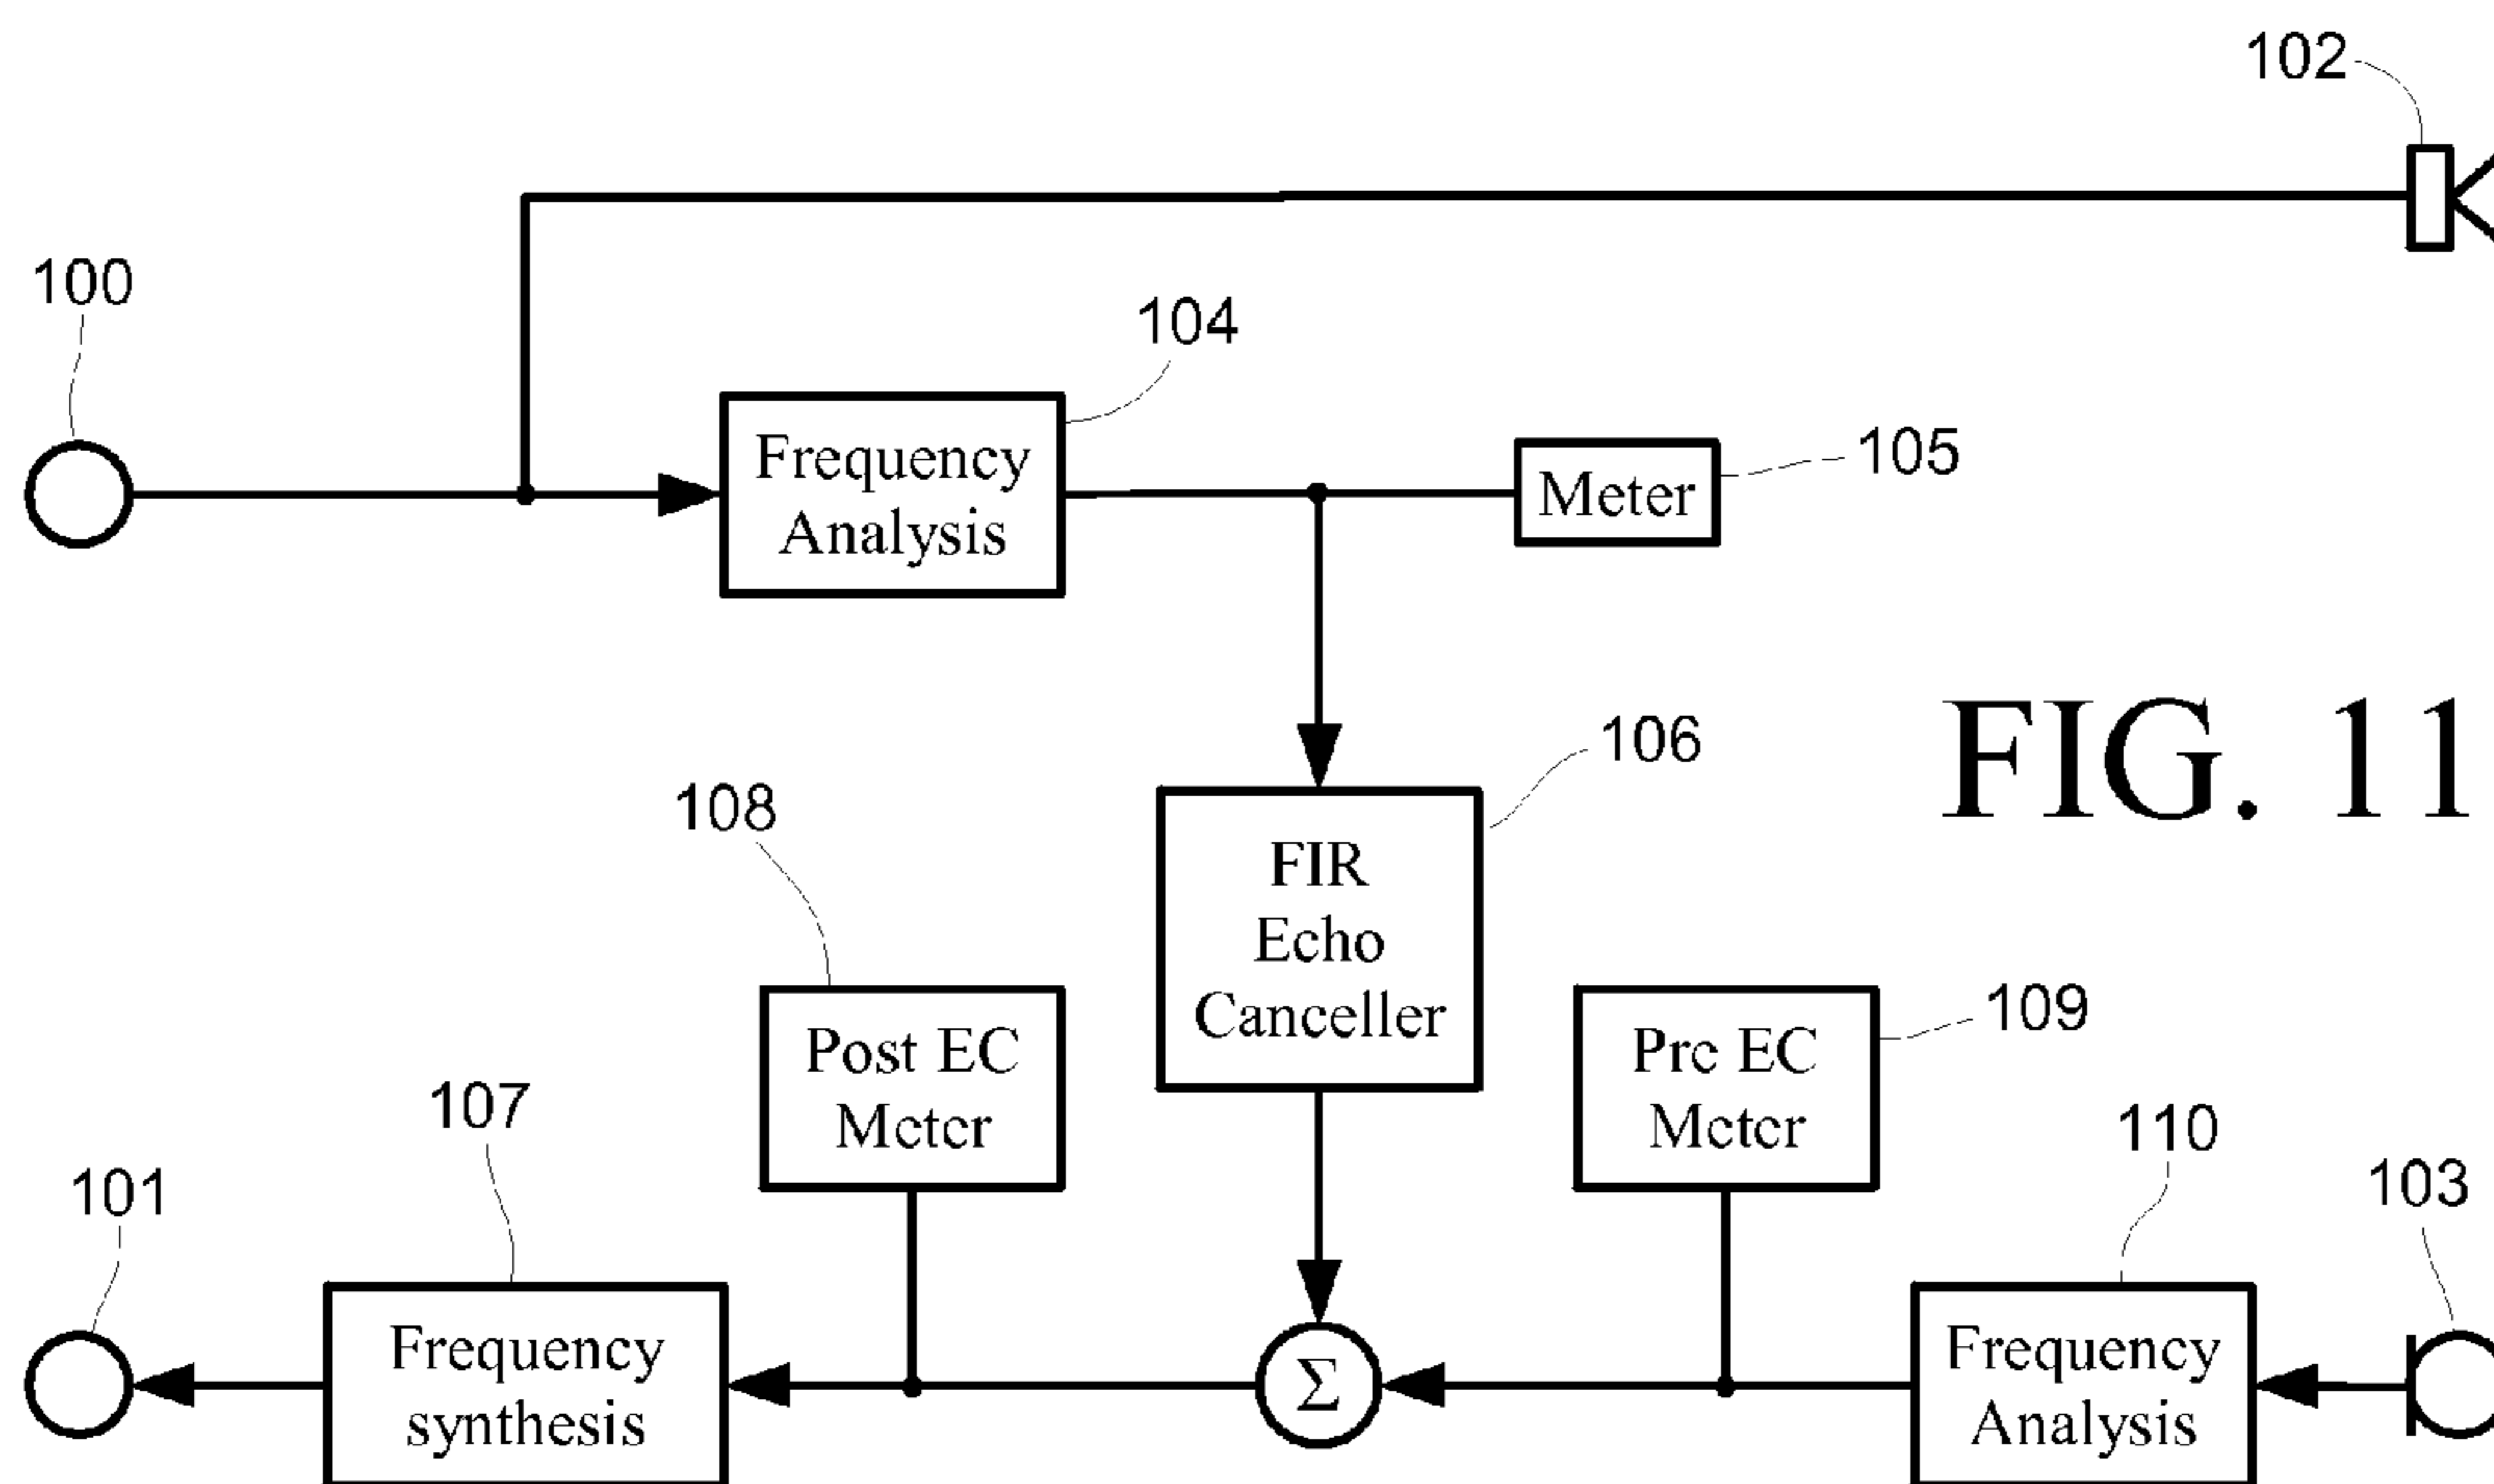 102
100
104
Frequency
Analysis
105
Meter
106
FIG. 11
108
FIR
Echo
Canceller
Post EC
Meter
109
Pre EC
Meter
107
110
101
103
Frequency
synthesis
Σ
Frequency
Analysis